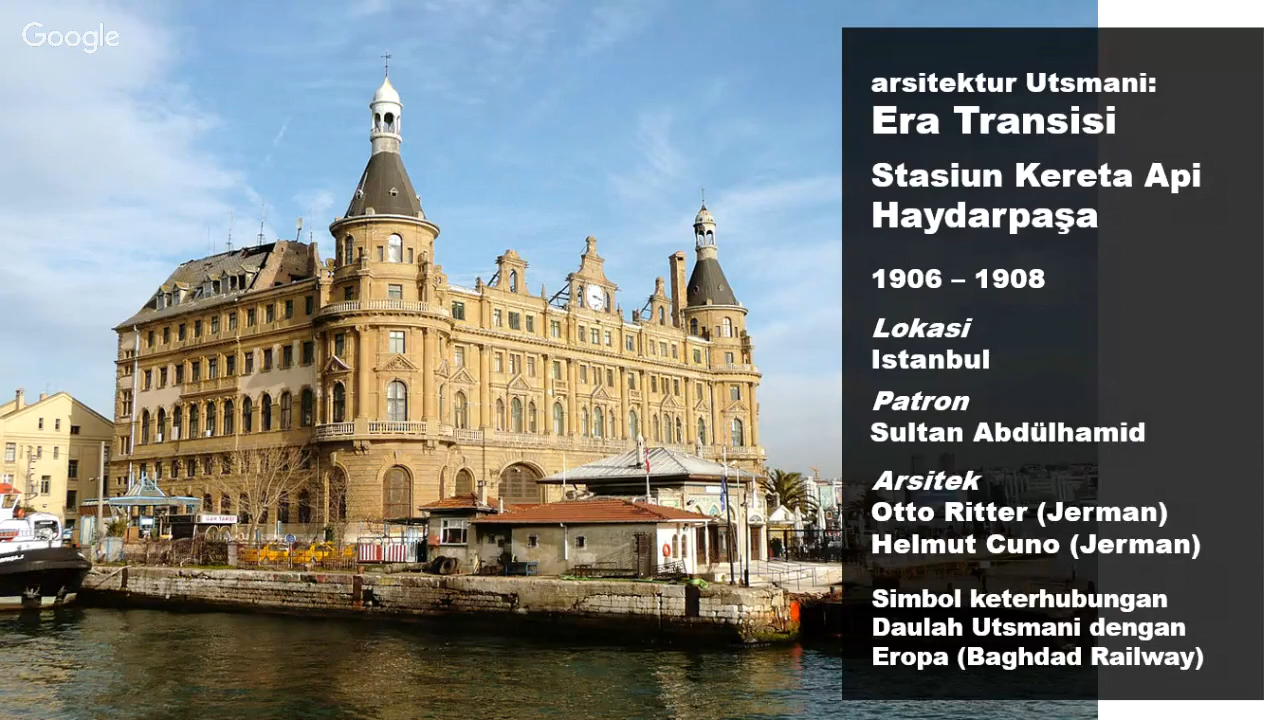 Google
arsitektur Utsmani:
Era Transisi
Stasiun Kereta Api
Haydarpaşa
1906 – 1908
Lokasi
Istanbul
Patron
Sultan Abdülhamid
Arsitek
Otto Ritter (Jerman)
Helmut Cuno (Jerman)
Simbol keterhubungan
Daulah Utsmani dengan
Eropa (Baghdad Railway)